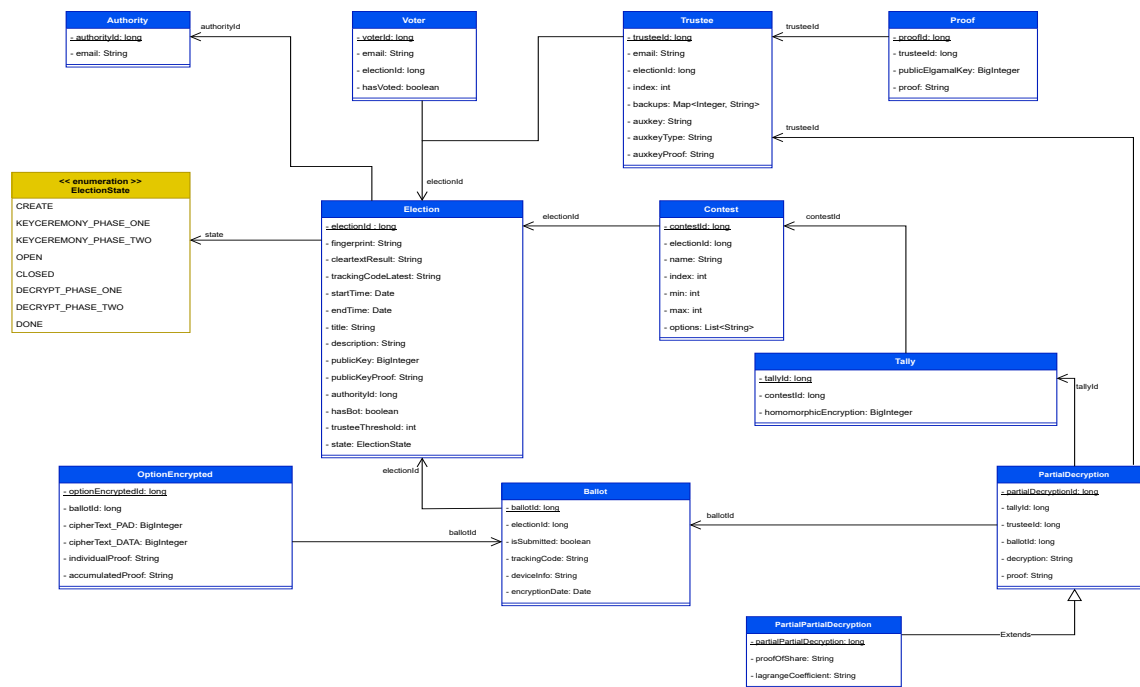 Authority
- authorityId: long
- email: String
authorityId
Voter
- voterId: long
- email: String
- electionId: long
- hasVoted: boolean
Trustee
- trusteeId: long
- email: String
- electionId: long
- index: int
- backups: Map<Integer, String>
- auxkey: String
- auxkeyType: String
- auxkeyProof: String
trusteeId
Proof
- proofId: long
- trusteeId: long
- publicElgamalKey: BigInteger
- proof: String
trusteeId
<< enumeration >>
ElectionState
CREATE
KEYCEREMONY_PHASE_ONE
KEYCEREMONY_PHASE_TWO
OPEN
CLOSED
DECRYPT_PHASE_ONE
DECRYPT_PHASE_TWO
DONE
state
electionId
Election
- electionId : long
- fingerprint: String
- cleartextResult: String
- trackingCodeLatest: String
- startTime: Date
- endTime: Date
- title: String
- description: String
- publicKey: BigInteger
- publicKeyProof: String
- authorityId: long
- hasBot: boolean
- trusteeThreshold: int
- state: ElectionState
electionId
Contest
- contestId: long
- electionId: long
- name: String
- index: int
- min: int
- max: int
- options: List<String>
contestId
Tally
- tallyId: long
- contestId: long
- homomorphicEncryption: BigInteger
tallyId
OptionEncrypted
- optionEncryptedId: long
- ballotId: long
- cipherText_PAD: BigInteger
- cipherText_DATA: BigInteger
- individualProof: String
- accumulatedProof: String
electionId
ballotId
Ballot
- ballotId: long
- electionId: long
- isSubmitted: boolean
- trackingCode: String
- deviceInfo: String
- encryptionDate: Date
ballotId
PartialDecryption
- partialDecryptionId: long
- tallyId: long
- trusteeId: long
- ballotId: long
- decryption: String
- proof: String
PartialPartialDecryption
- partialPartialDecryption: long
- proofOfShare: String
- lagrangeCoefficient: String
Extends